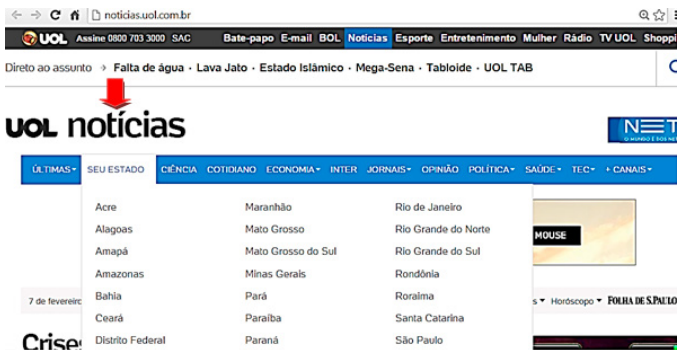 noticias.uol.com.br
UOL Assine 0800 703 3000 SAC Bate-papo E-mail BOL Notícias Esporte Entretenimento Mulher Rádio TV UOL Shoppi
Direto ao assunto → Falta de água · Lava Jato · Estado Islâmico · Mega-Sena · Tabloide · UOL TAB
UOL notícias
NET
O MUNDO É DOS NET
ÚLTIMAS SEU ESTADO CIÊNCIA COTIDIANO ECONOMIA INTER JORNAIS OPINIÃO POLÍTICA SAÚDE TEC + CANAIS
Acre Maranhão Rio de Janeiro
Alagoas Mato Grosso Rio Grande do Norte
MOUSE
Amapá Mato Grosso do Sul Rio Grande do Sul
Amazonas Minas Gerais Rondônia
7 de fevereiro Bahia Pará Roraima s Horóscopo FOLHA DE S.PAULO
Ceará Paraíba Santa Catarina
Crise Distrito Federal Paraná São Paulo